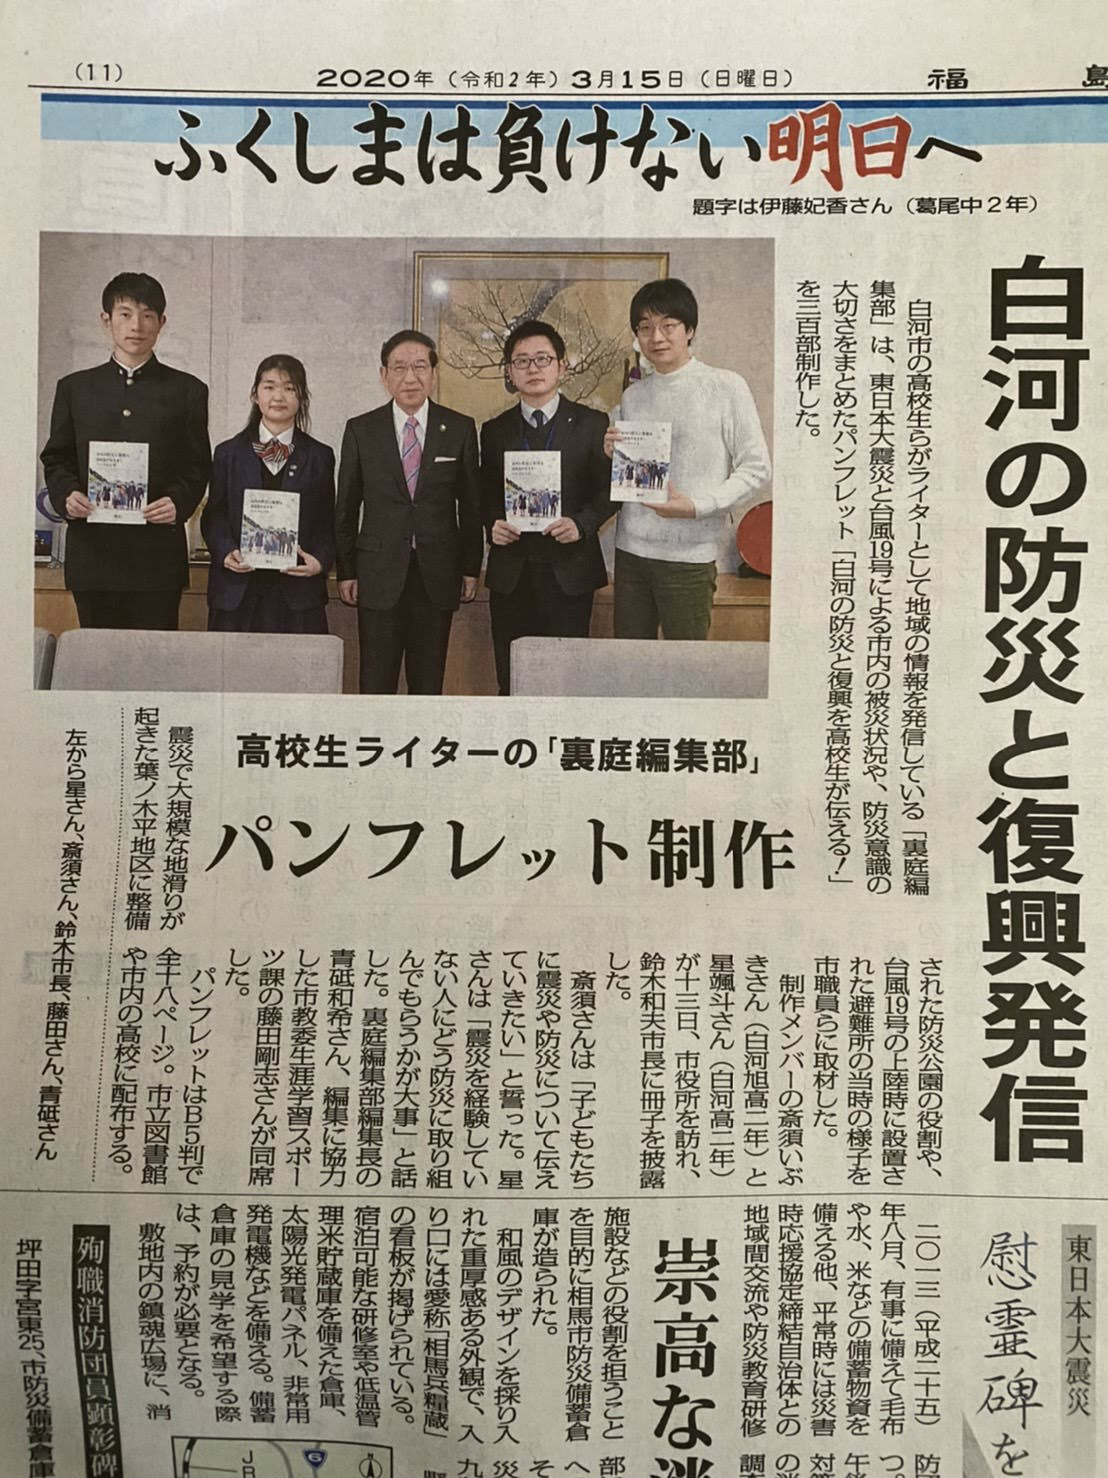 (11)
2020年（令和2年）3月15日（日曜日）
福島
ふくしまは負けない明日へ
題字は伊藤妃香さん（葛尾中２年）
白河の防災と復興発信
高校生ライターの「裏庭編集部」
パンフレット制作
白河市の高校生らがライターとして地域の情報を発信している「裏庭編
集部」は、東日本大震災と台風19号による市内の被災状況や、防災意識の
大切さをまとめたパンフレット「白河の防災と復興を高校生が伝える！」
を三百部制作した。
震災で大規模な地滑りが
起きた葉ノ木平地区に整備
された防災公園の役割や、
台風19号の上陸時に設置さ
れた避難所の当時の様子を
市職員らに取材した。
制作メンバーの斎須いぶ
きさん（白河旭高二年）と
星颯斗さん（白河高二年）
が十三日、市役所を訪れ、
鈴木和夫市長に冊子を披露
した。
斎須さんは「子どもたち
に震災や防災について伝え
ていきたい」と誓った。星
さんは「震災を経験してい
ない人にどう防災に取り組
んでもらうかが大事」と話
した。裏庭編集部編集長の
青砥和希さん、編集に協力
した市教委生涯学習スポー
ツ課の藤田剛志さんが同席
した。
パンフレットはB5判で
全十八ページ。市立図書館
や市内の高校に配布する。
左から星さん、斎須さん、鈴木市長、藤田さん、青砥さん
東日本大震災
慰霊碑を
二〇一三（平成二十五）
年八月、有事に備えて毛布
や水、米などの備蓄物資を
備える他、平常時には災害
時応援協定締結自治体との
地域間交流や防災教育研修
崇高な
施設などの役割を担うこと
を目的に相馬市防災備蓄倉
庫が造られた。
和風のデザインを採り入
れた重厚感ある外観で、入
り口には愛称「相馬兵糧蔵」
の看板が掲げられている。
宿泊可能な研修室や低温管
理米貯蔵庫を備えた倉庫、
太陽光発電パネル、非常用
発電機などを備える。備蓄
倉庫の見学を希望する際
は、予約が必要となる。
敷地内の鎮魂広場に、消
殉職消防団員顕彰碑
坪田字宮東25、市防災備蓄倉庫
JR
6